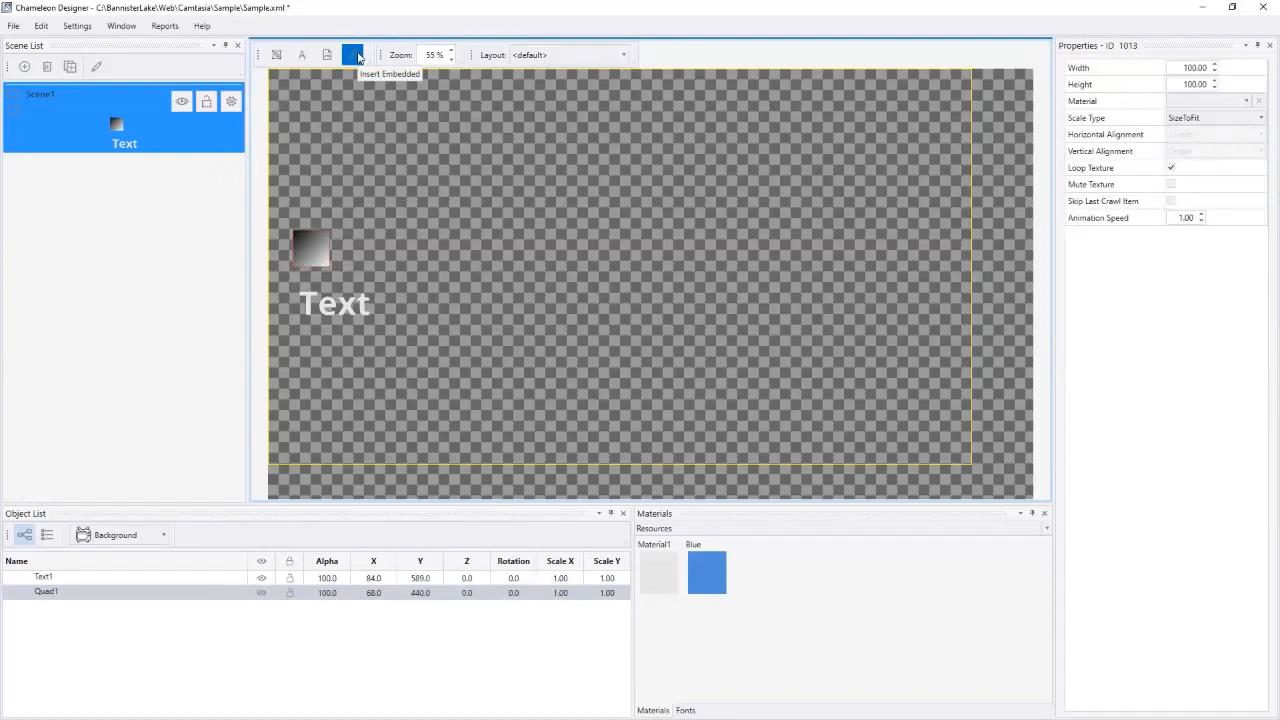 Chameleon Designer - C:\BannisterLake\Web\Camtasia\Sample\Sample.xml *
File Edit Settings Window Reports Help
Scene List
Scene1
Text
A
Zoom: 55 %
Layout: <default>
Insert Embedded
Text
Properties - ID 1013
Width 100.00
Height 100.00
Material
Scale Type SizeToFit
Horizontal Alignment Center
Vertical Alignment Center
Loop Texture
Mute Texture
Skip Last Crawl Item
Animation Speed 1.00
Object List
Background
Name Alpha X Y Z Rotation Scale X Scale Y
Text1 100.0 84.0 589.0 0.0 0.0 1.00 1.00
Quad1 100.0 68.0 440.0 0.0 0.0 1.00 1.00
Materials
Resources
Material1 Blue
Materials Fonts